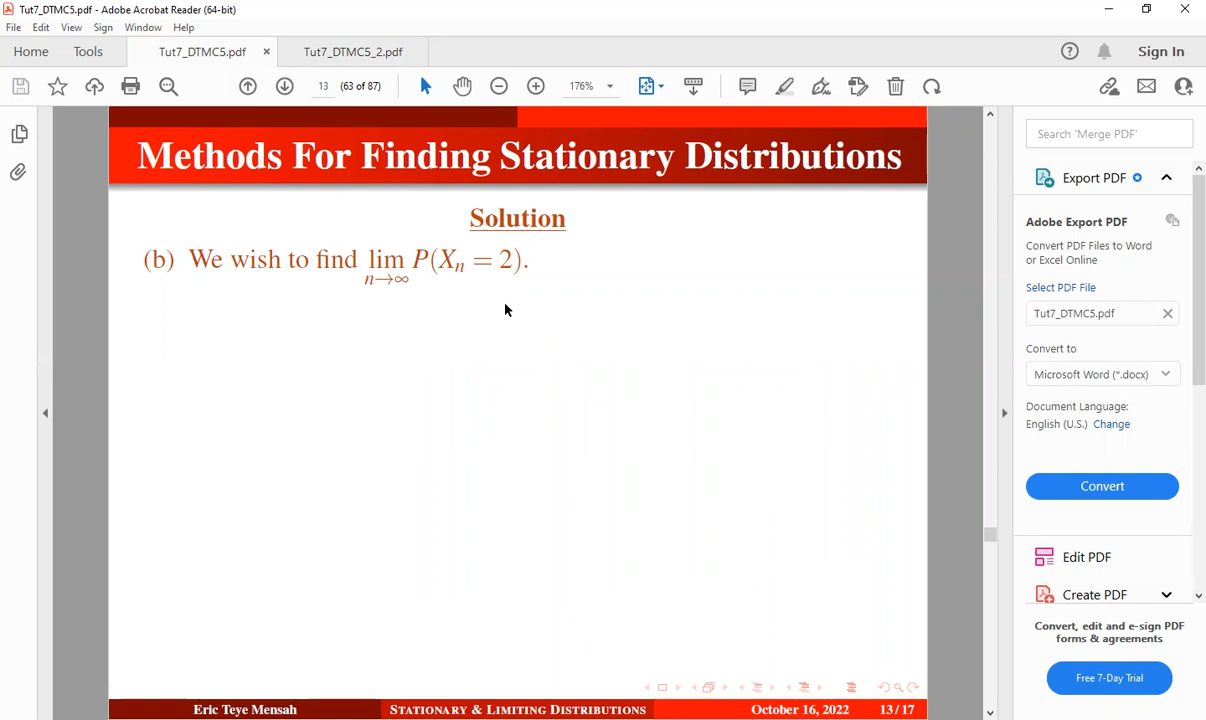 Tut7_DTMC5.pdf - Adobe Acrobat Reader (64-bit)
File Edit View Sign Window Help
Home Tools Tut7_DTMC5.pdf × Tut7_DTMC5_2.pdf Sign In
13 (63 of 87) 176%
Methods For Finding Stationary Distributions
Solution
(b) We wish to find lim P(Xₙ = 2).
n→∞
Eric Teye Mensah STATIONARY & LIMITING DISTRIBUTIONS October 16, 2022 13 / 17
Search 'Merge PDF'
Export PDF
Adobe Export PDF
Convert PDF Files to Word
or Excel Online
Select PDF File
Tut7_DTMC5.pdf
Convert to
Microsoft Word (*.docx)
Document Language:
English (U.S.) Change
Convert
Edit PDF
Create PDF
Convert, edit and e-sign PDF
forms & agreements
Free 7-Day Trial